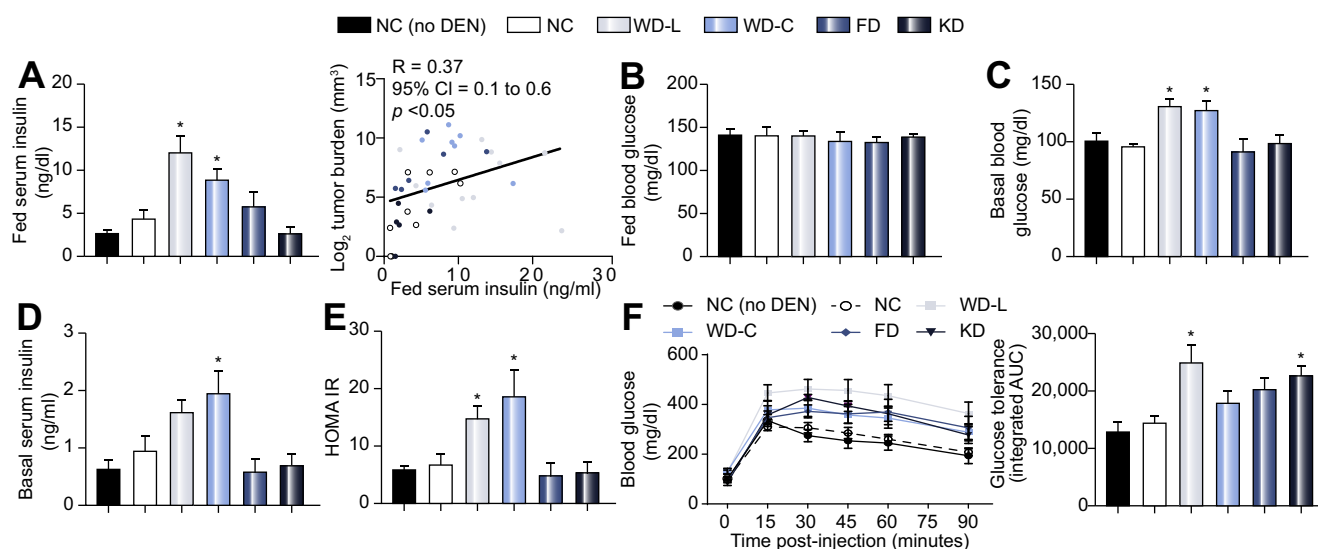 NC (no DEN) NC WD-L WD-C FD KD
A
Fed serum insulin
(ng/dl)
20
15
10
5
0
*
*
Log2 tumor burden (mm³)
R = 0.37
95% CI = 0.1 to 0.6
p <0.05
15
10
5
0
0 10 20 30
Fed serum insulin (ng/ml)
B
Fed blood glucose
(mg/dl)
200
150
100
50
0
C
Basal blood
glucose (mg/dl)
150
100
50
0
* *
D
Basal serum insulin
(ng/ml)
3
2
1
0
*
E
HOMA IR
30
20
10
0
*
*
F
NC (no DEN) NC WD-L
WD-C FD KD
Blood glucose
(mg/dl)
600
400
200
0
0 15 30 45 60 75 90
Time post-injection (minutes)
Glucose tolerance
(integrated AUC)
30,000
20,000
10,000
0
*
*